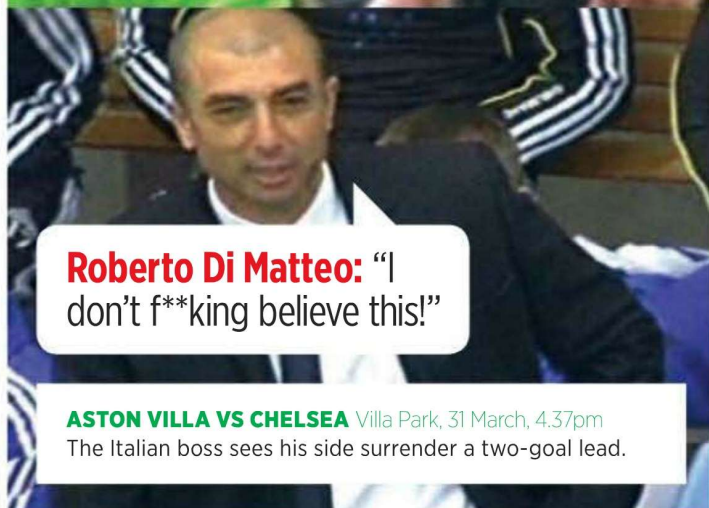 Roberto Di Matteo: “I
don’t f**king believe this!”
ASTON VILLA VS CHELSEA Villa Park, 31 March, 4.37pm
The Italian boss sees his side surrender a two-goal lead.